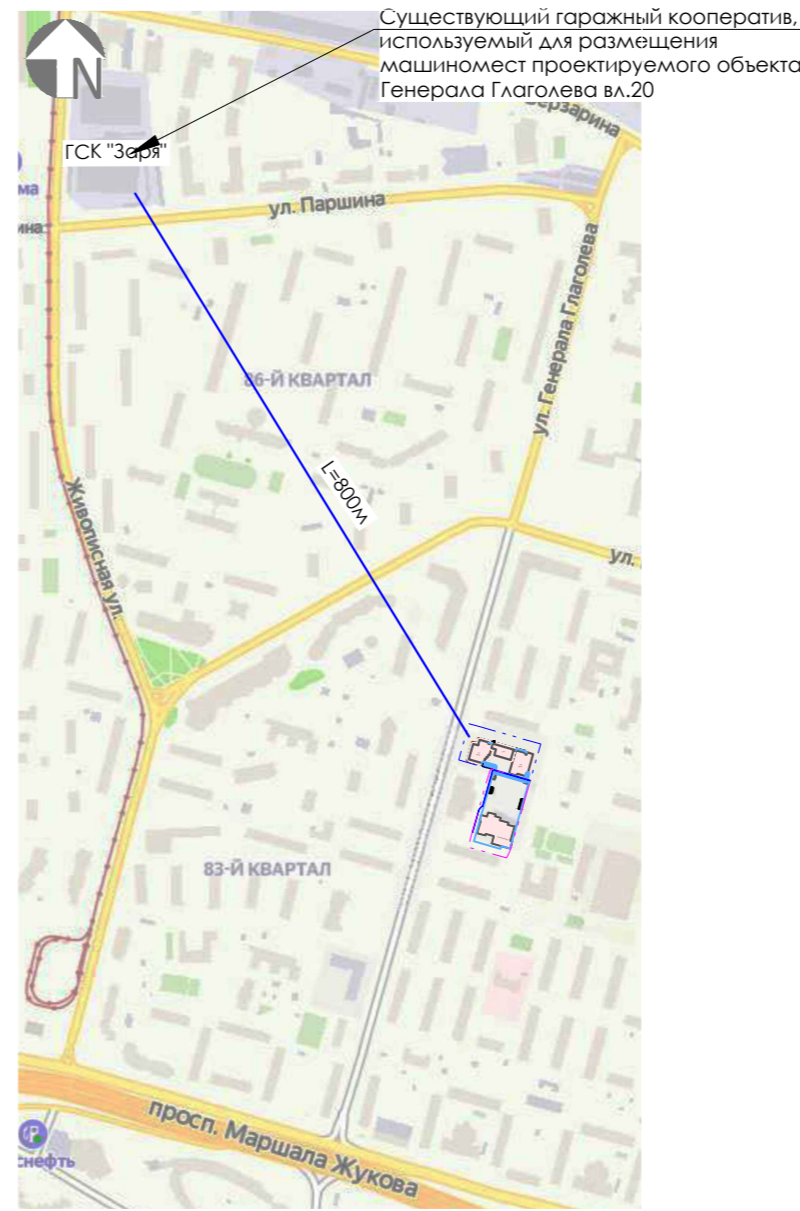 Существующий гаражный кооператив,
используемый для размещения
машиномест проектируемого объекта
Генерала Глаголева вл.20
N
ГСК "Заря"
ул. Паршина
ул. Генерала Глаголева
86-Й КВАРТАЛ
L=800м
Живописная ул.
ул.
83-Й КВАРТАЛ
просп. Маршала Жукова
снефть